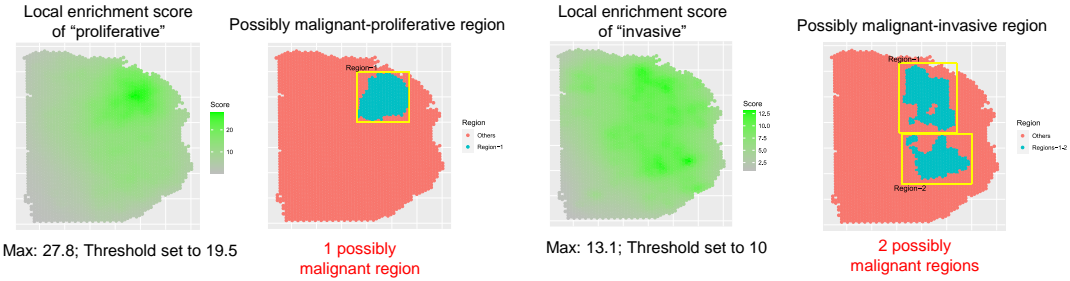 Local enrichment score
of “proliferative”
Score
20
10
Max: 27.8; Threshold set to 19.5
Possibly malignant-proliferative region
Region-1
Region
Others
Region-1
1 possibly
malignant region
Local enrichment score
of “invasive”
Score
12.5
10.0
7.5
5.0
2.5
Max: 13.1; Threshold set to 10
Possibly malignant-invasive region
Region-1
Region-2
Region
Others
Regions-1-2
2 possibly
malignant regions